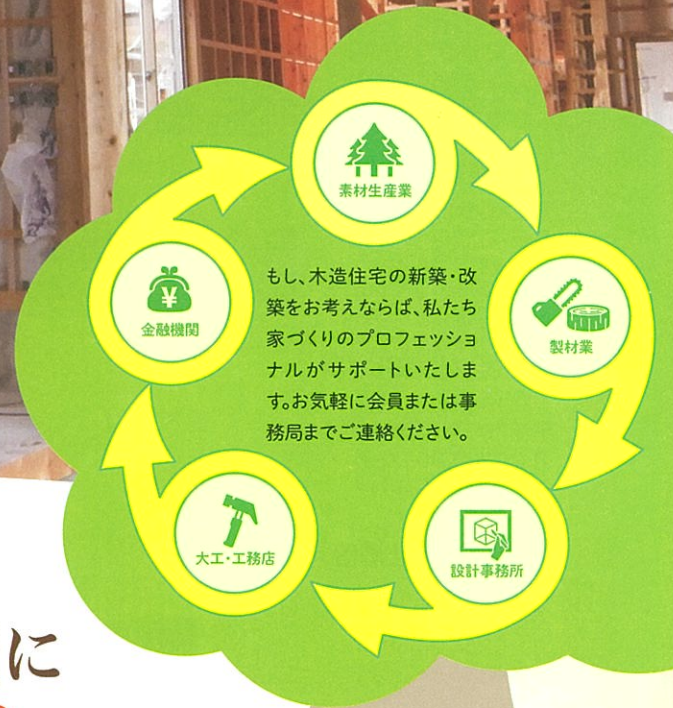 素材生産業
金融機関
¥
製材業
もし、木造住宅の新築・改
築をお考えならば、私たち
家づくりのプロフェッショ
ナルがサポートいたしま
す。お気軽に会員または事
務局までご連絡ください。
大工・工務店
設計事務所
に